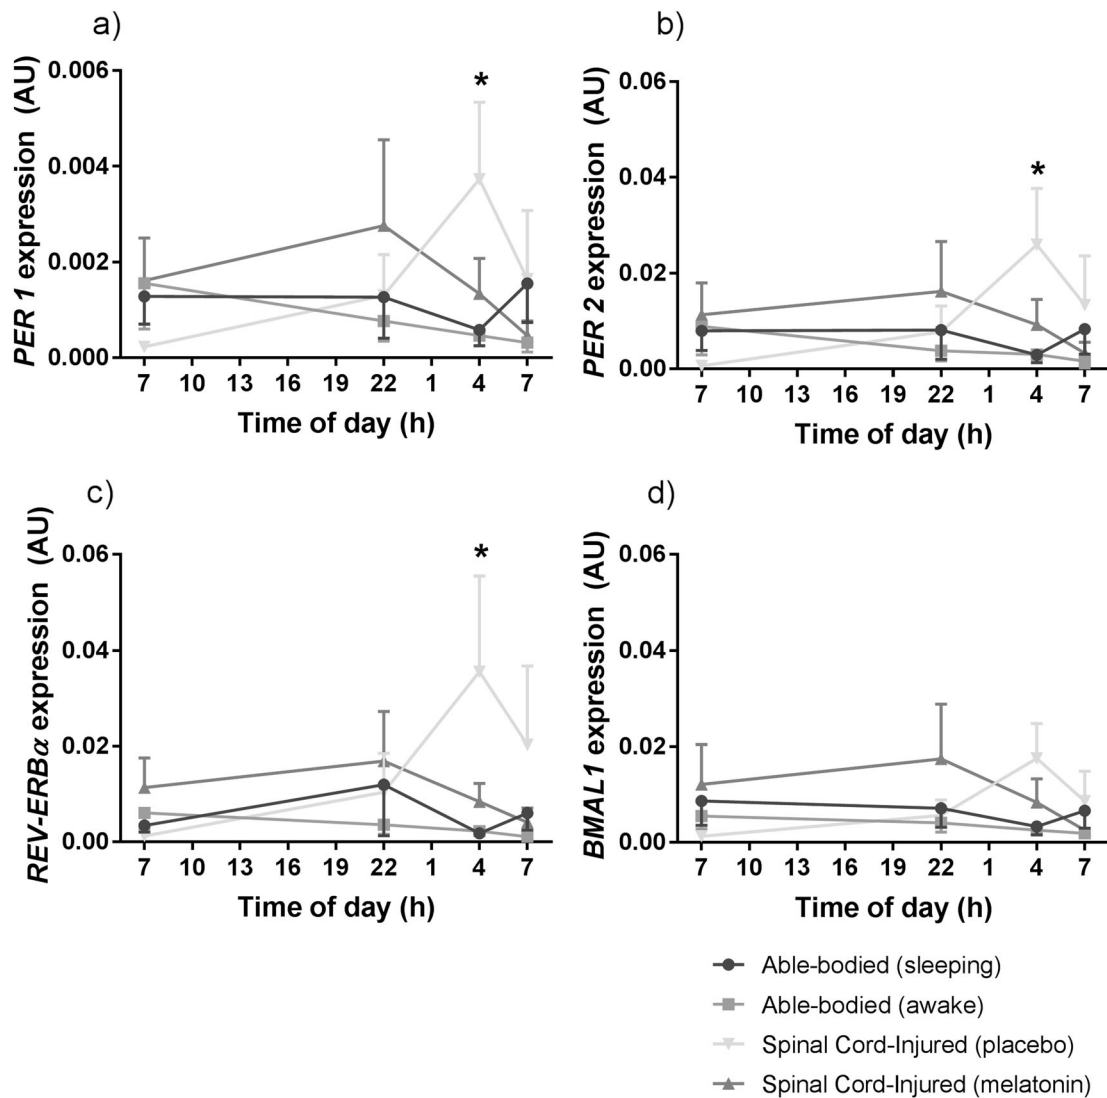 a)
PER 1 expression (AU)
0.006
0.004
0.002
0.000
*
7 10 13 16 19 22 1 4 7
Time of day (h)
b)
PER 2 expression (AU)
0.06
0.04
0.02
0.00
*
7 10 13 16 19 22 1 4 7
Time of day (h)
c)
REV-ERBα expression (AU)
0.06
0.04
0.02
0.00
*
7 10 13 16 19 22 1 4 7
Time of day (h)
d)
BMAL1 expression (AU)
0.06
0.04
0.02
0.00
7 10 13 16 19 22 1 4 7
Time of day (h)
Able-bodied (sleeping)
Able-bodied (awake)
Spinal Cord-Injured (placebo)
Spinal Cord-Injured (melatonin)